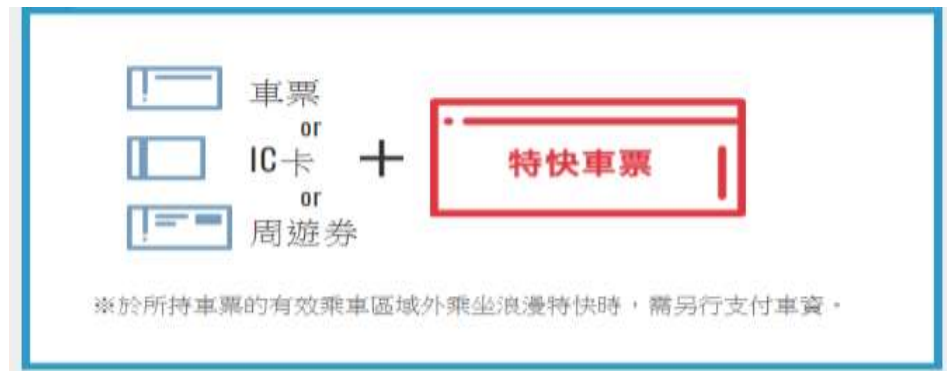 車票
or
IC卡
or
周遊券
+
特快車票
※於所持車票的有效乘車區域外乘坐浪漫特快時，需另行支付車資。